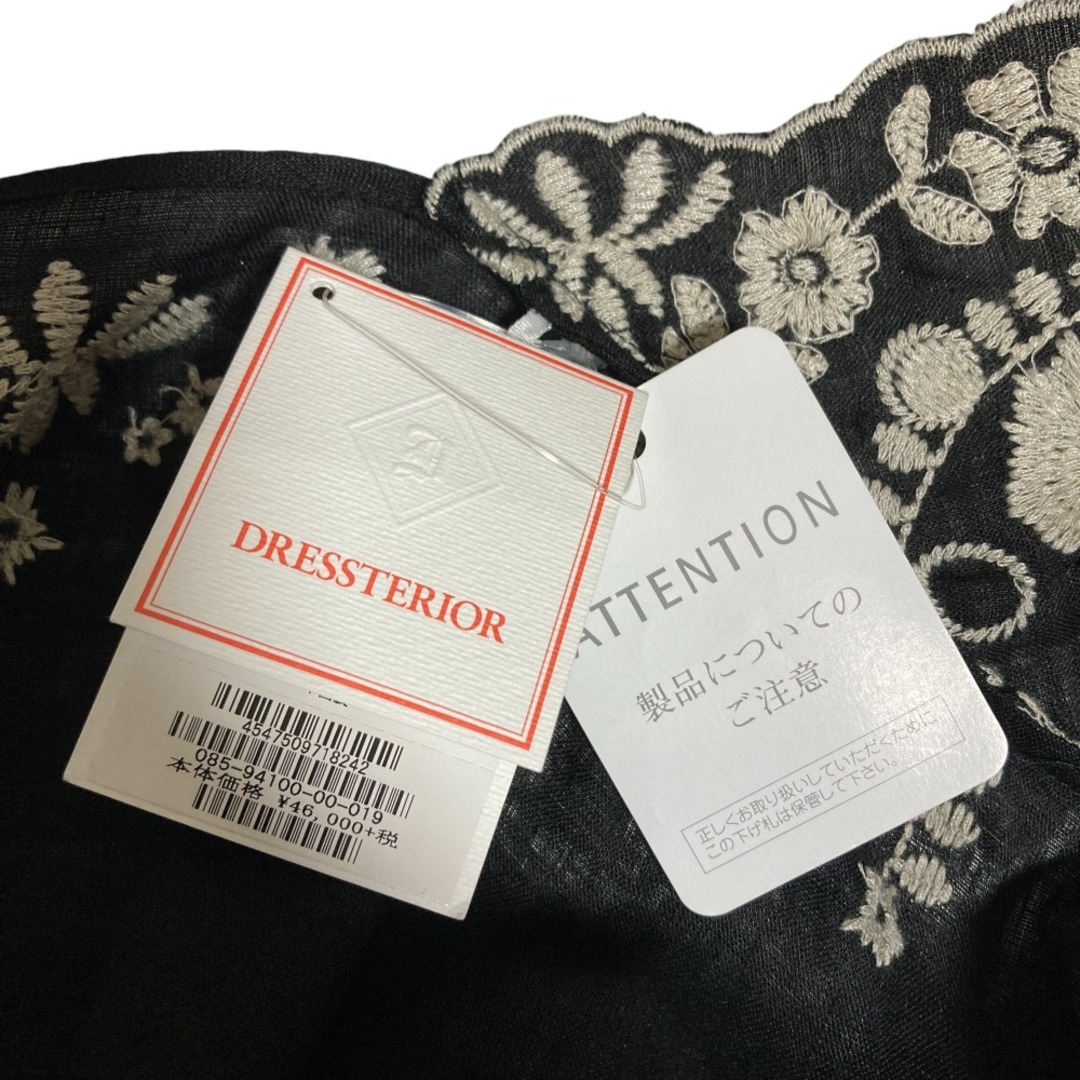 DRESSTERIOR
4547509718242
085-94100-00-019
本体価格 ¥46,000+税
ATTENTION
製品についての
ご注意
正しくお取り扱いしていただくために
この下げ札は保管して下さい。